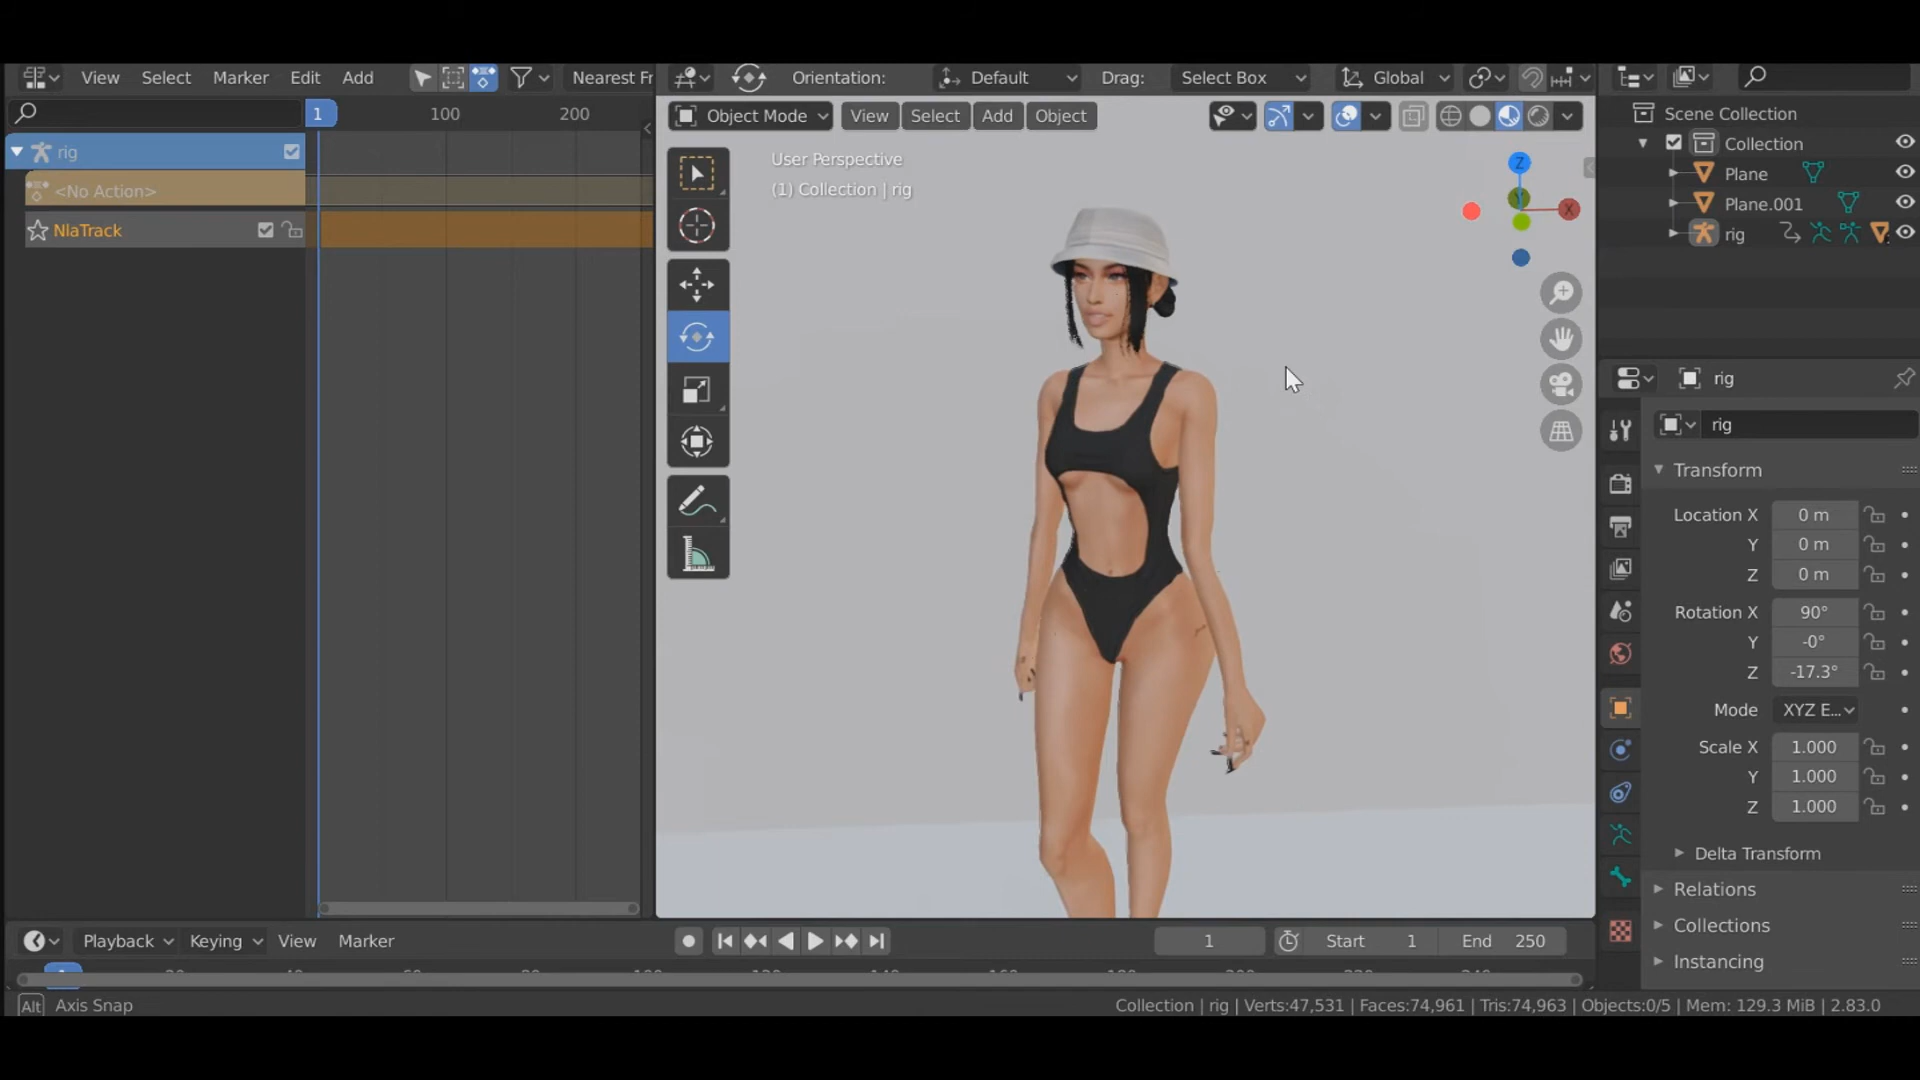 View Select Marker Edit Add Nearest Fr
Orientation: Default Drag: Select Box Global
1 100 200
Object Mode View Select Add Object
Scene Collection
Collection
Plane
Plane.001
rig
rig
<No Action>
NlaTrack
User Perspective
(1) Collection | rig
Z
Y
X
rig
rig
Transform
Location X 0 m
Y 0 m
Z 0 m
Rotation X 90°
Y -0°
Z -17.3°
Mode XYZ E...
Scale X 1.000
Y 1.000
Z 1.000
Delta Transform
Relations
Collections
Instancing
Playback Keying View Marker
1 Start 1 End 250
Alt Axis Snap
Collection | rig | Verts:47,531 | Faces:74,961 | Tris:74,963 | Objects:0/5 | Mem: 129.3 MiB | 2.83.0